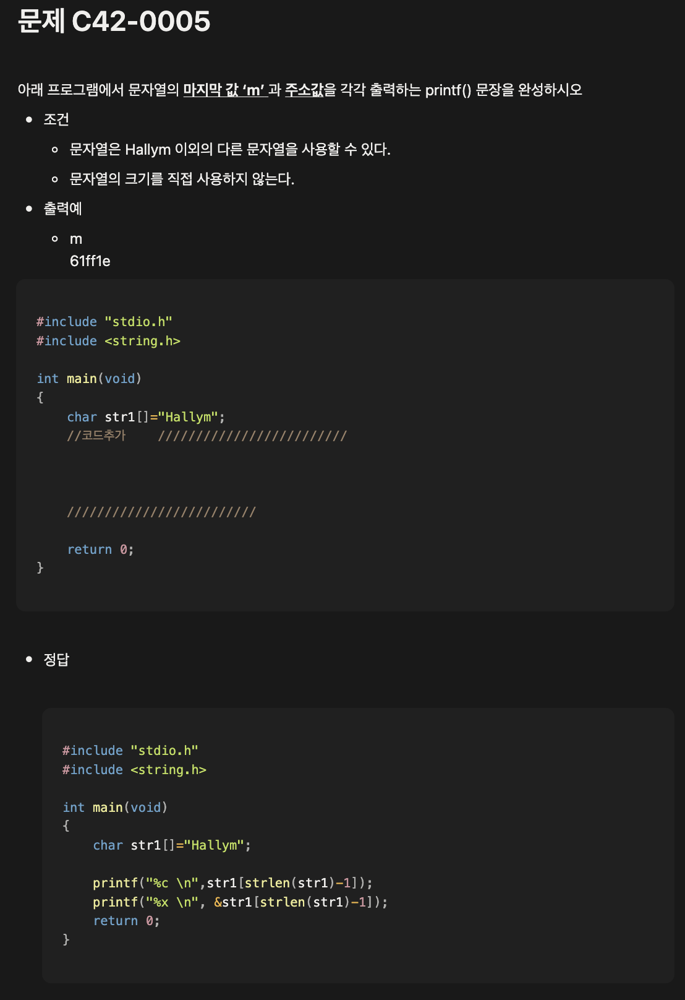 문제 C42-0005
아래 프로그램에서 문자열의 마지막 값 ‘m’ 과 주소값을 각각 출력하는 printf() 문장을 완성하시오
조건
문자열은 Hallym 이외의 다른 문자열을 사용할 수 있다.
문자열의 크기를 직접 사용하지 않는다.
출력예
m
61ff1e
#include "stdio.h"
#include <string.h>
int main(void)
{
char str1[]="Hallym";
//코드추가    /////////////////////////
/////////////////////////
return 0;
}
정답
#include "stdio.h"
#include <string.h>
int main(void)
{
char str1[]="Hallym";
printf("%c \n",str1[strlen(str1)-1]);
printf("%x \n", &str1[strlen(str1)-1]);
return 0;
}